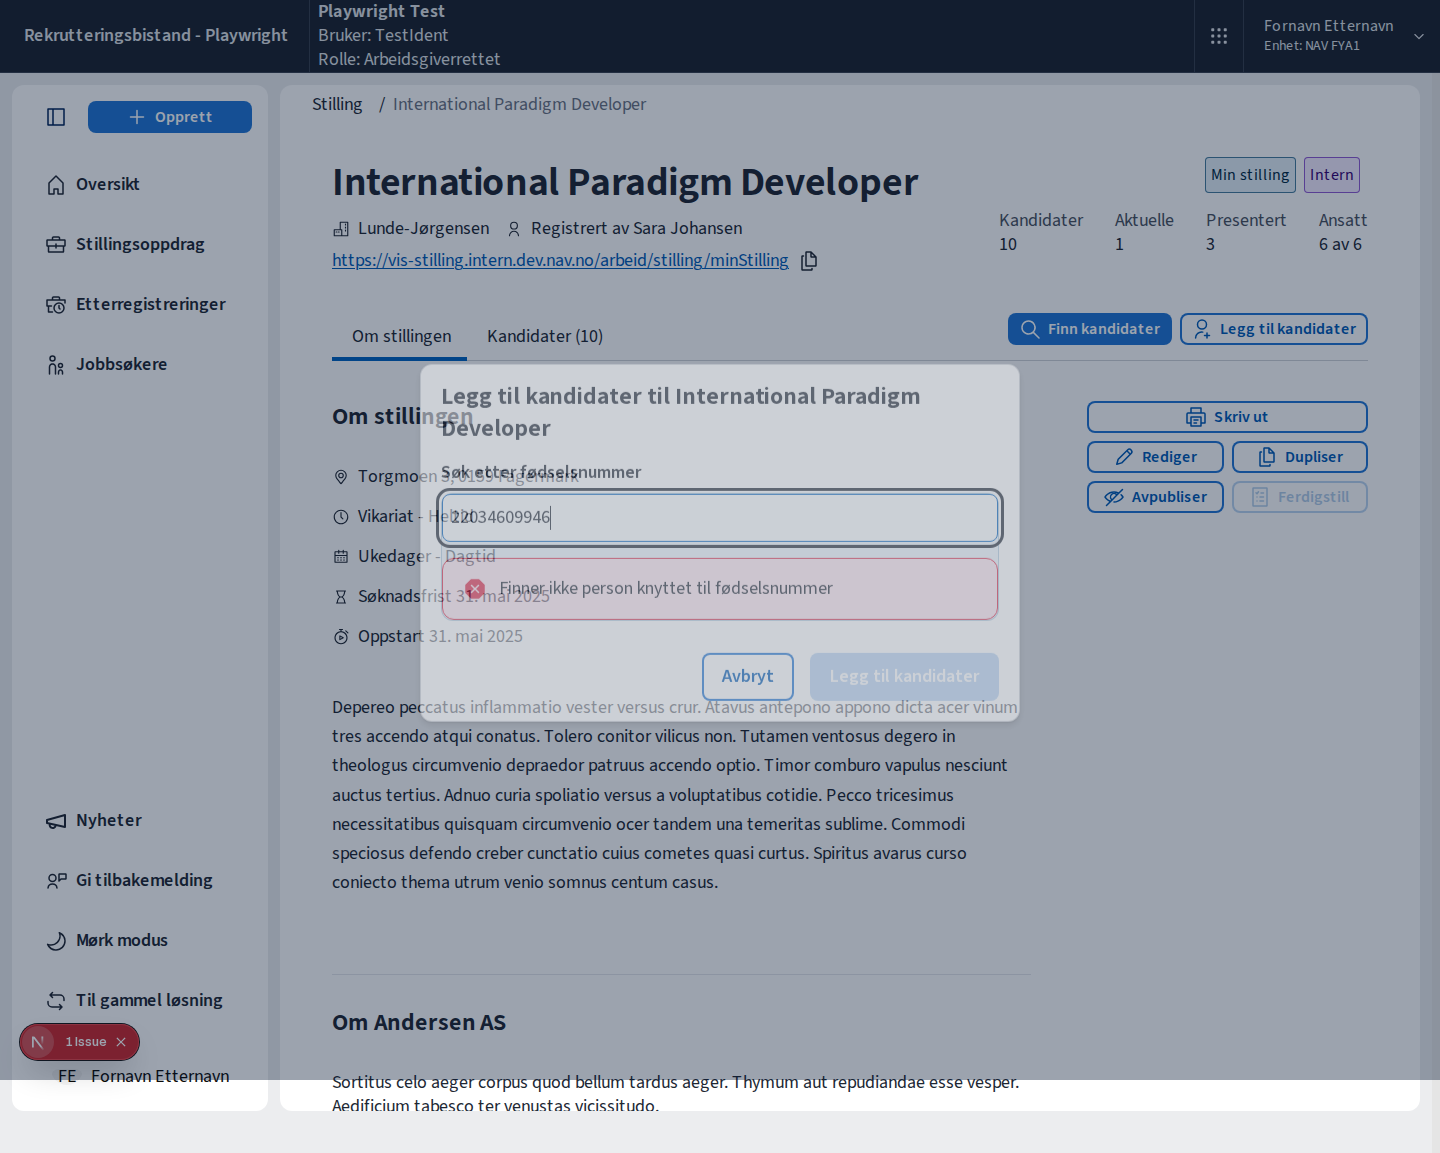 Rekrutteringsbistand - Playwright
Playwright Test
Bruker: TestIdent
Rolle: Arbeidsgiverrettet
Fornavn Etternavn
Enhet: NAV FYA1
Opprett
Oversikt
Stillingsoppdrag
Etterregistreringer
Jobbsøkere
Nyheter
Gi tilbakemelding
Mørk modus
Til gammel løsning
1 Issue
FE Fornavn Etternavn
Stilling / International Paradigm Developer
International Paradigm Developer
Min stilling
Intern
Lunde-Jørgensen Registrert av Sara Johansen
https://vis-stilling.intern.dev.nav.no/arbeid/stilling/minStilling
Kandidater Aktuelle Presentert Ansatt
10 1 3 6 av 6
Om stillingen
Kandidater (10)
Finn kandidater
Legg til kandidater
Skriv ut
Rediger
Dupliser
Avpubliser
Ferdigstill
Om stillingen
Legg til kandidater til International Paradigm
Developer
Søk etter fødselsnummer
22034609946
Finner ikke person knyttet til fødselsnummer
Avbryt
Legg til kandidater
Torgmoen
Vikariat - Heltid
Ukedager - Dagtid
Søknadsfrist 31. mai 2025
Oppstart 31. mai 2025
Depereo peccatus inflammatio vester versus crur. Atavus antepono appono dicta acer vinum
tres accendo atqui conatus. Tolero conitor vilicus non. Tutamen ventosus degero in
theologus circumvenio depraedor patruus accendo optio. Timor comburo vapulus nesciunt
auctus tertius. Adnuo curia spoliatio versus a voluptatibus cotidie. Pecco tricesimus
necessitatibus quisquam circumvenio ocer tandem una temeritas sublime. Commodi
speciosus defendo creber cunctatio cuius cometes quasi curtus. Spiritus avarus curso
coniecto thema utrum venio somnus centum casus.
Om Andersen AS
Sortitus celo aeger corpus quod bellum tardus aeger. Thymum aut repudiandae esse vesper.
Aedificium tabesco ter venustas vicissitudo.